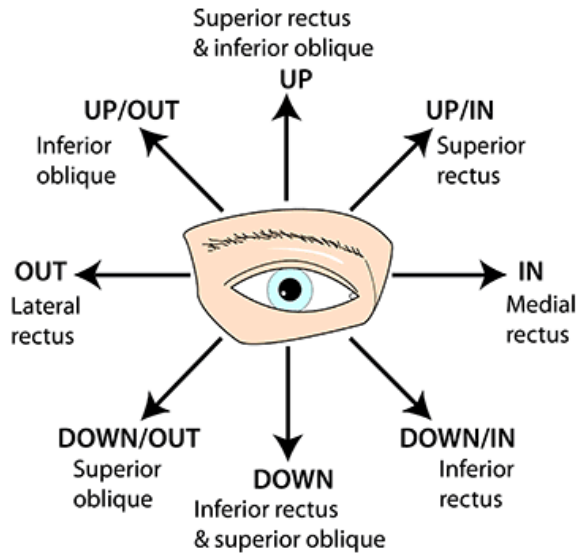 Superior rectus
& inferior oblique
UP
UP/OUT
Inferior
oblique
UP/IN
Superior
rectus
OUT
Lateral
rectus
IN
Medial
rectus
DOWN/OUT
Superior
oblique
DOWN
Inferior rectus
& superior oblique
DOWN/IN
Inferior
rectus